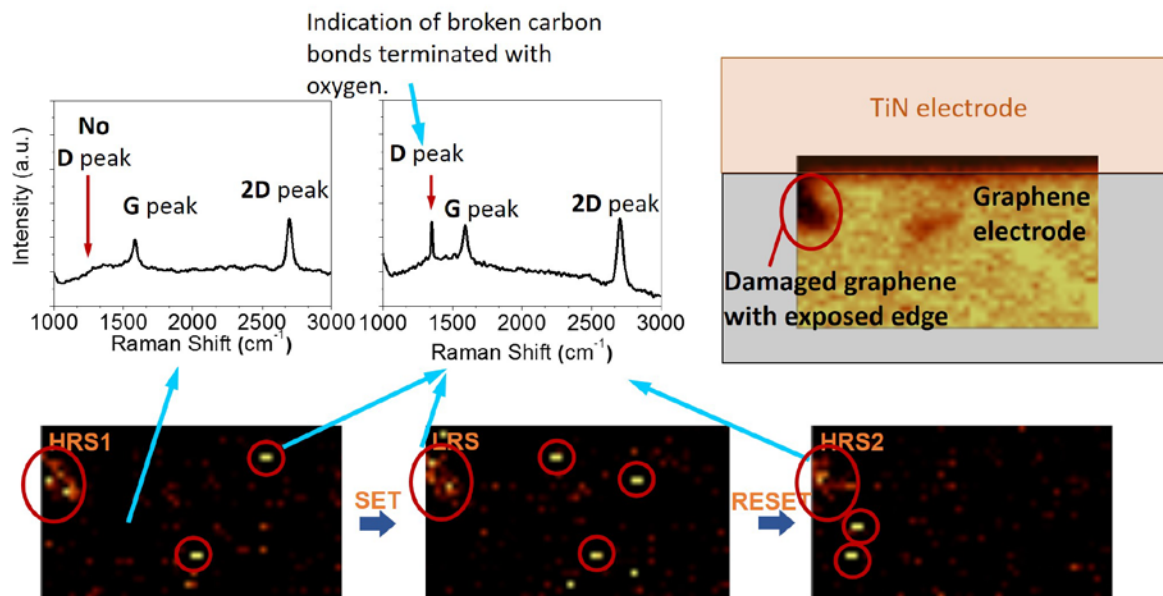 Indication of broken carbon
bonds terminated with
oxygen.
Intensity (a.u.)
No
D peak
G peak
2D peak
1000 1500 2000 2500 3000
Raman Shift (cm⁻¹)
D peak
G peak
2D peak
1000 1500 2000 2500 3000
Raman Shift (cm⁻¹)
TiN electrode
Graphene
electrode
Damaged graphene
with exposed edge
HRS1
SET
LRS
RESET
HRS2